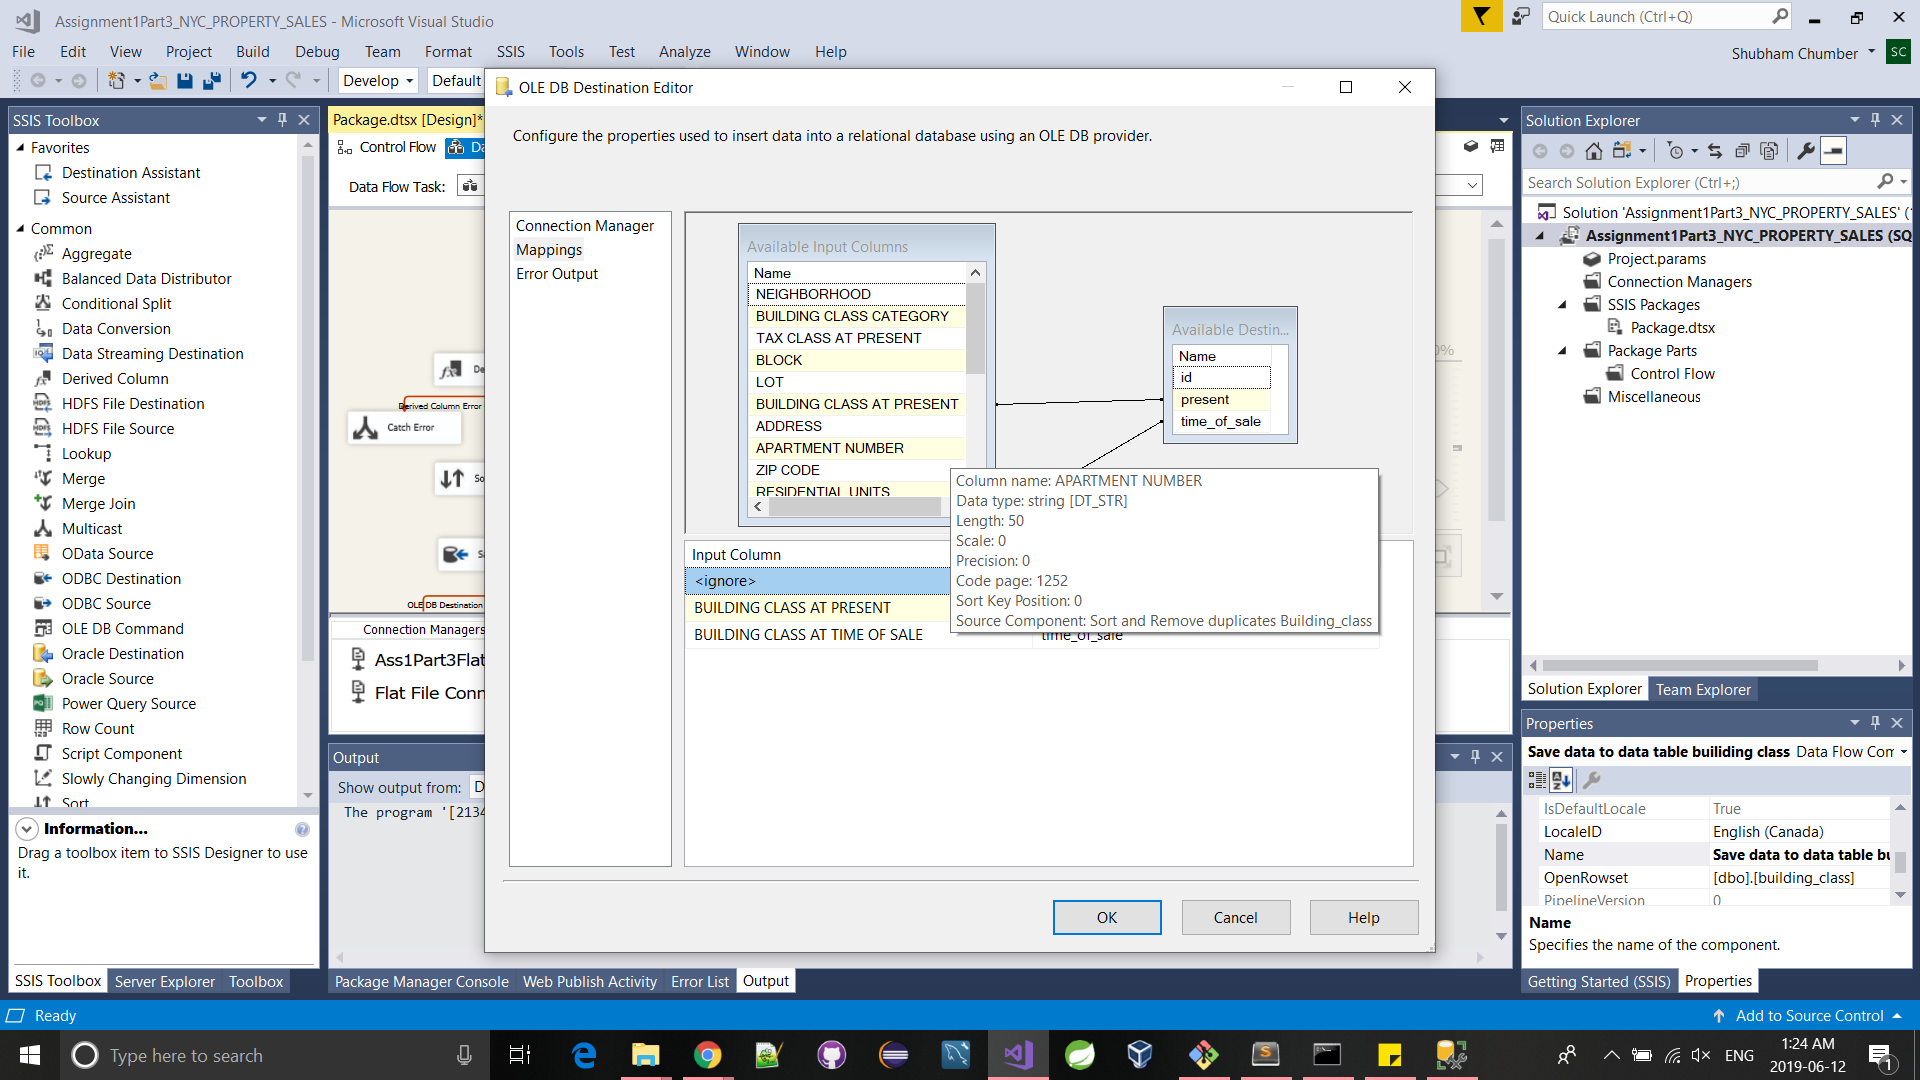 Assignment1Part3_NYC_PROPERTY_SALES - Microsoft Visual Studio
Quick Launch (Ctrl+Q)
File Edit View Project Build Debug Team Format SSIS Tools Test Analyze Window Help
Shubham Chumber SC
Develop Default
OLE DB Destination Editor
Configure the properties used to insert data into a relational database using an OLE DB provider.
SSIS Toolbox
Favorites
Destination Assistant
Source Assistant
Common
Aggregate
Balanced Data Distributor
Conditional Split
Data Conversion
Data Streaming Destination
Derived Column
HDFS File Destination
HDFS File Source
Lookup
Merge
Merge Join
Multicast
OData Source
ODBC Destination
ODBC Source
OLE DB Command
Oracle Destination
Oracle Source
Power Query Source
Row Count
Script Component
Slowly Changing Dimension
Sort
Information...
Drag a toolbox item to SSIS Designer to use
it.
SSIS Toolbox Server Explorer Toolbox
Package.dtsx [Design]*
Control Flow Da
Data Flow Task:
De
Derived Column Error
Catch Error
So
Sa
OLE DB Destination
0%
Connection Managers
Ass1Part3Flat
Flat File Conn
Output
Show output from: D
The program '[2134
Package Manager Console Web Publish Activity Error List Output
Connection Manager
Mappings
Error Output
Available Input Columns
Name
NEIGHBORHOOD
BUILDING CLASS CATEGORY
TAX CLASS AT PRESENT
BLOCK
LOT
BUILDING CLASS AT PRESENT
ADDRESS
APARTMENT NUMBER
ZIP CODE
RESIDENTIAL UNITS
Available Destin...
Name
id
present
time_of_sale
Column name: APARTMENT NUMBER
Data type: string [DT_STR]
Length: 50
Scale: 0
Precision: 0
Code page: 1252
Sort Key Position: 0
Source Component: Sort and Remove duplicates Building_class
Input Column
<ignore>
BUILDING CLASS AT PRESENT
BUILDING CLASS AT TIME OF SALE time_of_sale
OK Cancel Help
Solution Explorer
Search Solution Explorer (Ctrl+;)
Solution 'Assignment1Part3_NYC_PROPERTY_SALES' (
Assignment1Part3_NYC_PROPERTY_SALES (SQ
Project.params
Connection Managers
SSIS Packages
Package.dtsx
Package Parts
Control Flow
Miscellaneous
Solution Explorer Team Explorer
Properties
Save data to data table builiding class Data Flow Com
IsDefaultLocale True
LocaleID English (Canada)
Name Save data to data table bu
OpenRowset [dbo].[building_class]
PipelineVersion 0
Name
Specifies the name of the component.
Getting Started (SSIS) Properties
Ready
Add to Source Control
Type here to search
ENG
1:24 AM
2019-06-12
1